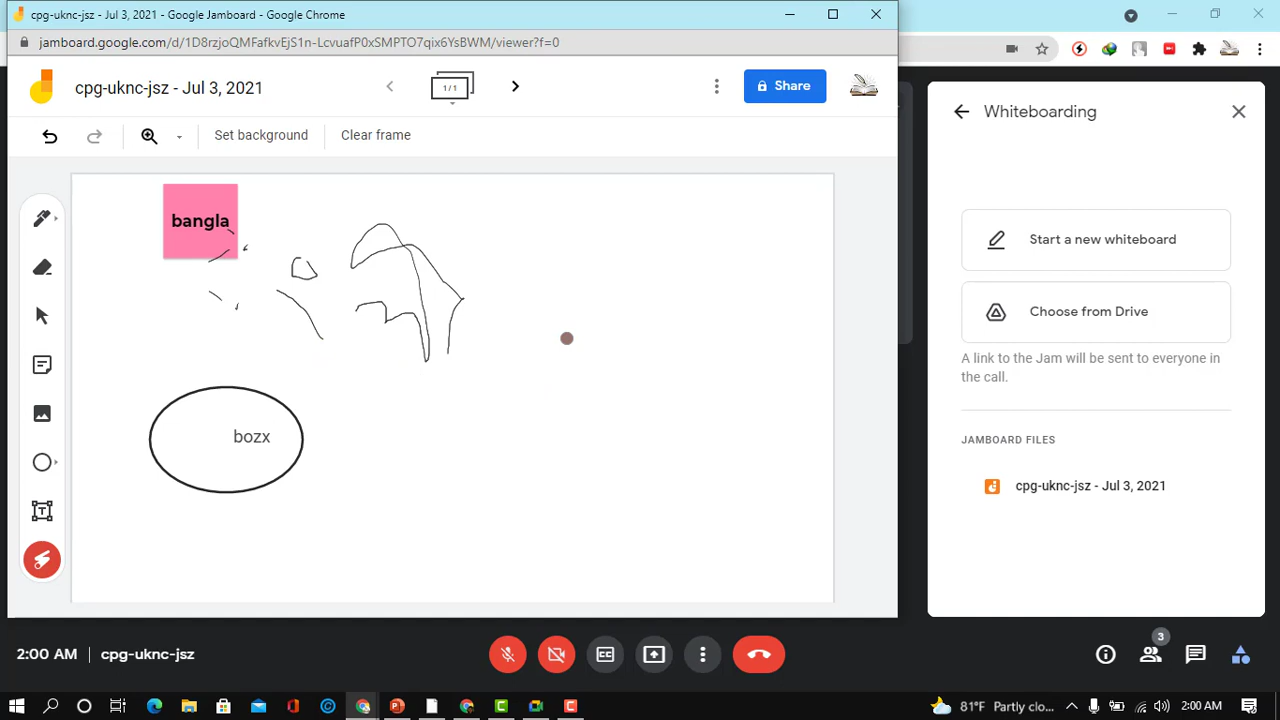 cpg-uknc-jsz - Jul 3, 2021 - Google Jamboard - Google Chrome
jamboard.google.com/d/1D8rzjoQMFafkvEjS1n-LcvuafP0xSMPTO7qix6YsBWM/viewer?f=0
cpg-uknc-jsz - Jul 3, 2021
1/1
Share
Set background
Clear frame
bangla
bozx
Whiteboarding
Start a new whiteboard
Choose from Drive
A link to the Jam will be sent to everyone in
the call.
JAMBOARD FILES
cpg-uknc-jsz - Jul 3, 2021
2:00 AM | cpg-uknc-jsz
CC
3
81°F Partly clo...
2:00 AM